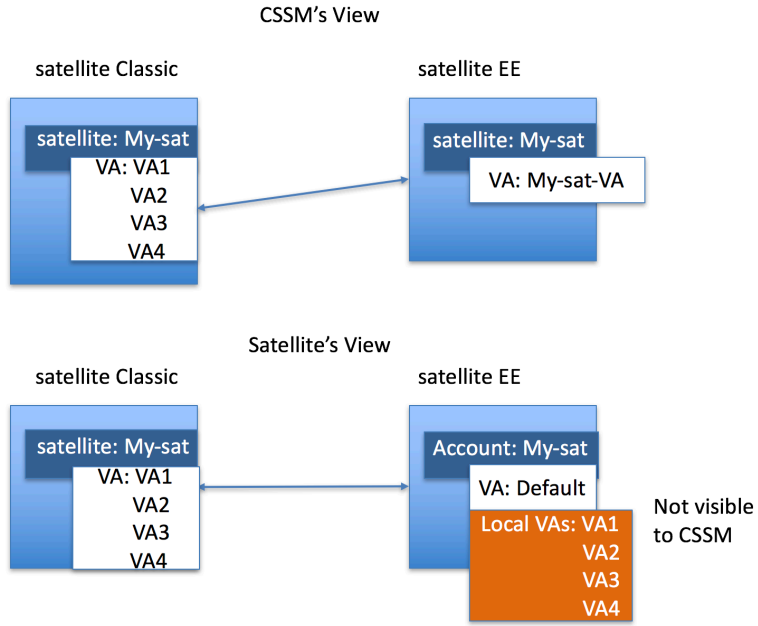 CSSM's View
satellite Classic
satellite: My-sat
VA: VA1
VA2
VA3
VA4
satellite EE
satellite: My-sat
VA: My-sat-VA
Satellite's View
satellite Classic
satellite: My-sat
VA: VA1
VA2
VA3
VA4
satellite EE
Account: My-sat
VA: Default
Local VAs: VA1
VA2
VA3
VA4
Not visible
to CSSM